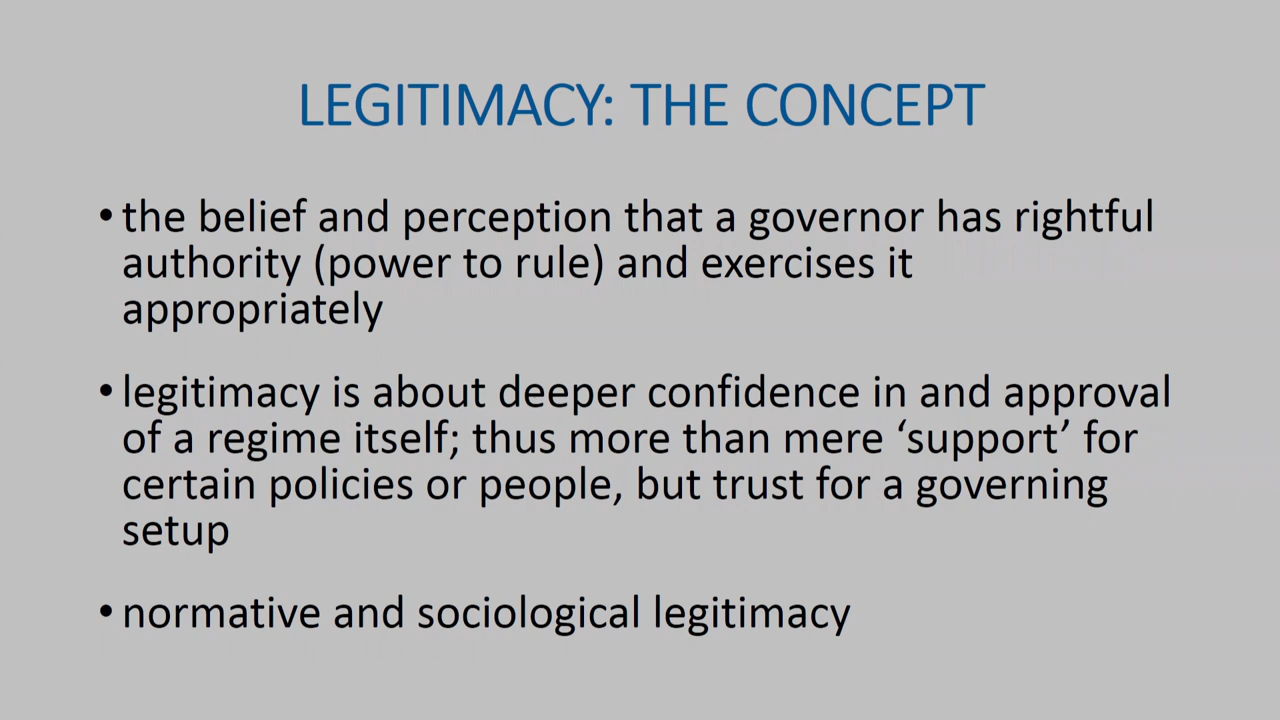 LEGITIMACY: THE CONCEPT
•the belief and perception that a governor has rightful
authority (power to rule) and exercises it
appropriately
•legitimacy is about deeper confidence in and approval
of a regime itself; thus more than mere ‘support’ for
certain policies or people, but trust for a governing
setup
•normative and sociological legitimacy